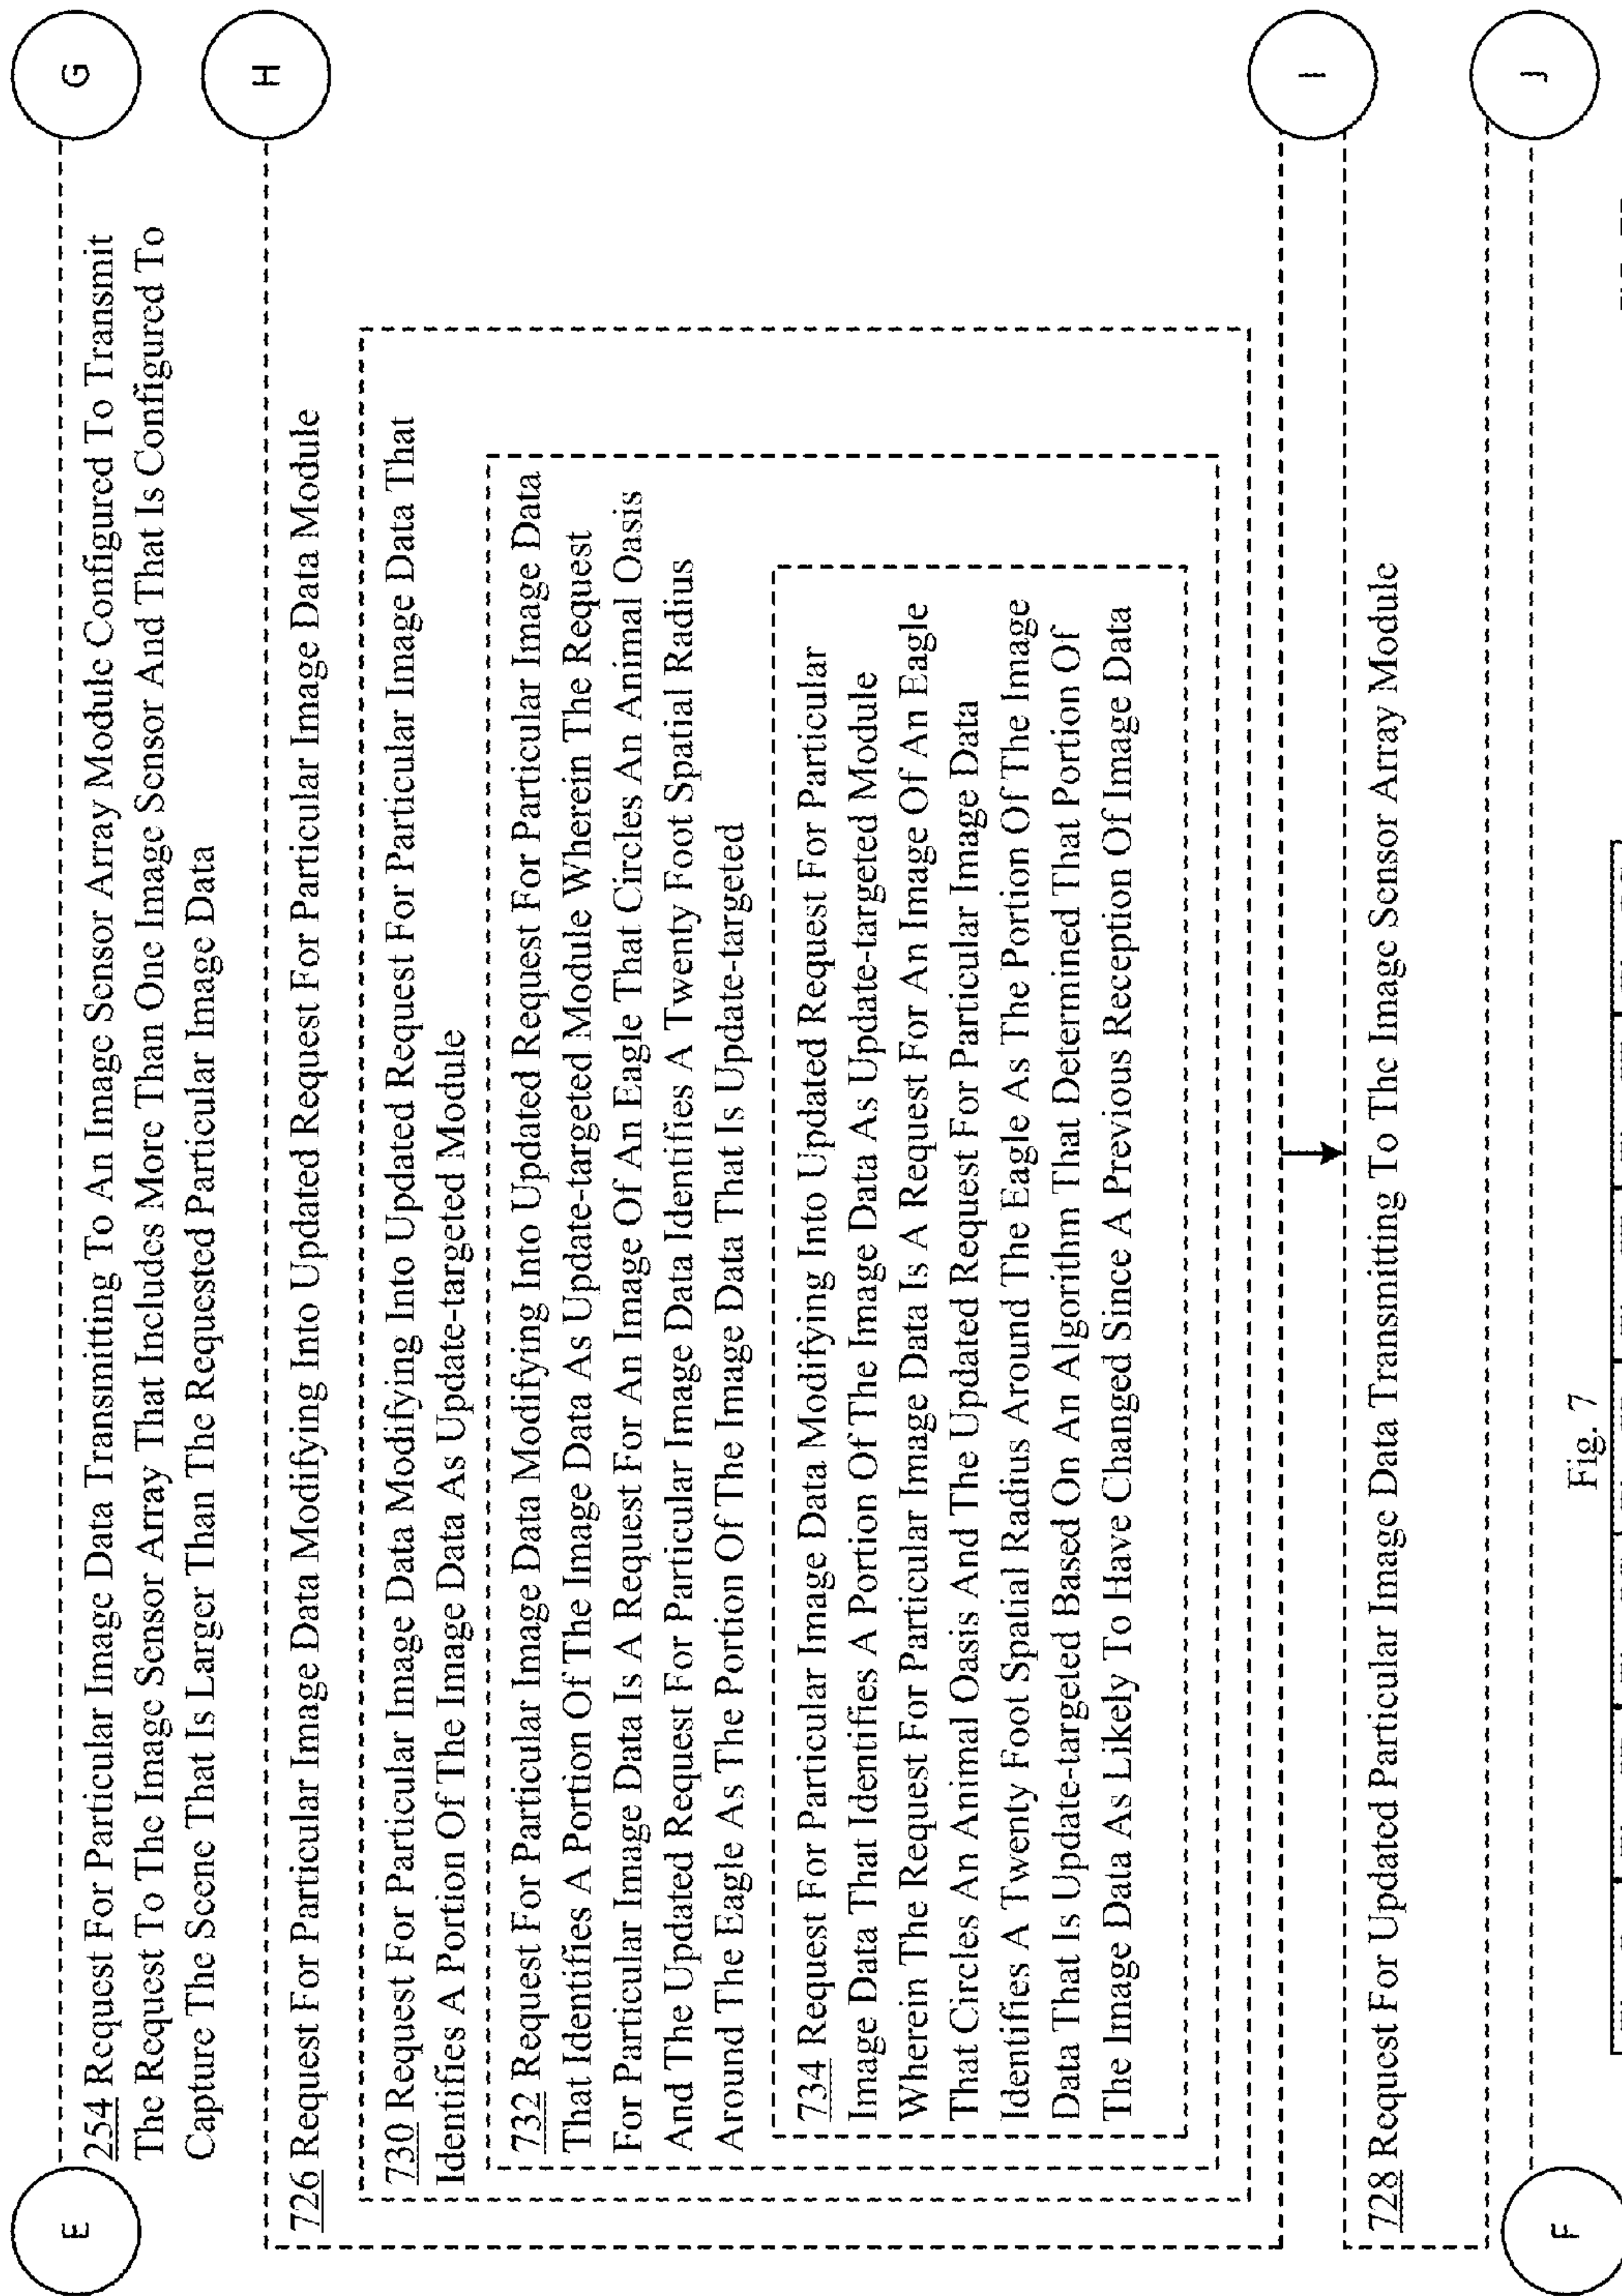 E
G
254 Request For Particular Image Data Transmitting To An Image Sensor Array Module Configured To Transmit
The Request To The Image Sensor Array That Includes More Than One Image Sensor And That Is Configured To
Capture The Scene That Is Larger Than The Requested Particular Image Data
H
726 Request For Particular Image Data Modifying Into Updated Request For Particular Image Data Module
730 Request For Particular Image Data Modifying Into Updated Request For Particular Image Data That
Identifies A Portion Of The Image Data As Update-targeted Module
732 Request For Particular Image Data Modifying Into Updated Request For Particular Image Data
That Identifies A Portion Of The Image Data As Update-targeted Module Wherein The Request
For Particular Image Data Is A Request For An Image Of An Eagle That Circles An Animal Oasis
And The Updated Request For Particular Image Data Identifies A Twenty Foot Spatial Radius
Around The Eagle As The Portion Of The Image Data That Is Update-targeted
734 Request For Particular Image Data Modifying Into Updated Request For Particular
Image Data That Identifies A Portion Of The Image Data As Update-targeted Module
Wherein The Request For Particular Image Data Is A Request For An Image Of An Eagle
That Circles An Animal Oasis And The Updated Request For Particular Image Data
Identifies A Twenty Foot Spatial Radius Around The Eagle As The Portion Of The Image
Data That Is Update-targeted Based On An Algorithm That Determined That Portion Of
The Image Data As Likely To Have Changed Since A Previous Reception Of Image Data
I
728 Request For Updated Particular Image Data Transmitting To The Image Sensor Array Module
F
J
Fig. 7